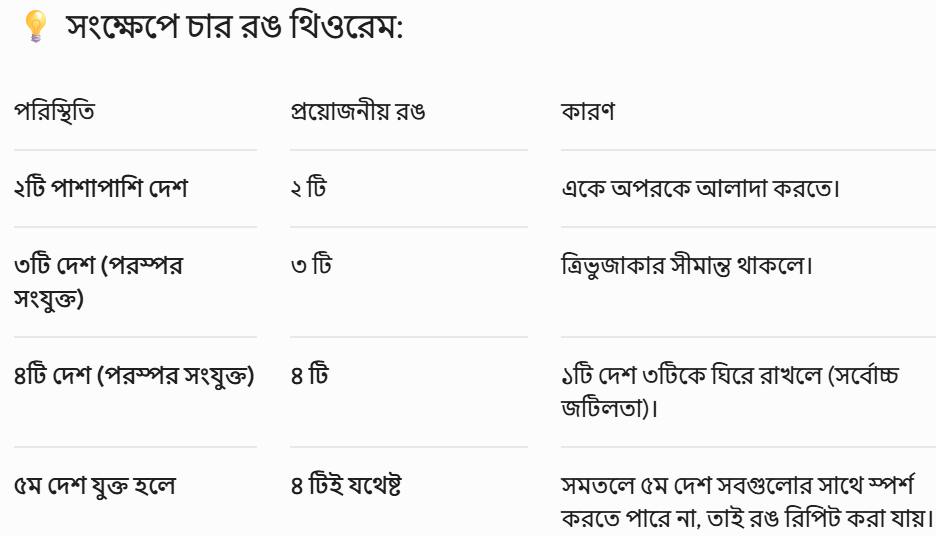 💡 সংক্ষেপে চার রঙ থিওরেম:
পরিস্থিতি প্রয়োজনীয় রঙ কারণ
২টি পাশাপাশি দেশ ২ টি একে অপরকে আলাদা করতে।
৩টি দেশ (পরস্পর
সংযুক্ত) ৩ টি ত্রিভুজাকার সীমান্ত থাকলে।
৪টি দেশ (পরস্পর সংযুক্ত) ৪ টি ১টি দেশ ৩টিকে ঘিরে রাখলে (সর্বোচ্চ
জটিলতা)।
৫ম দেশ যুক্ত হলে ৪ টিই যথেষ্ট সমতলে ৫ম দেশ সবগুলোর সাথে স্পর্শ
করতে পারে না, তাই রঙ রিপিট করা যায়।